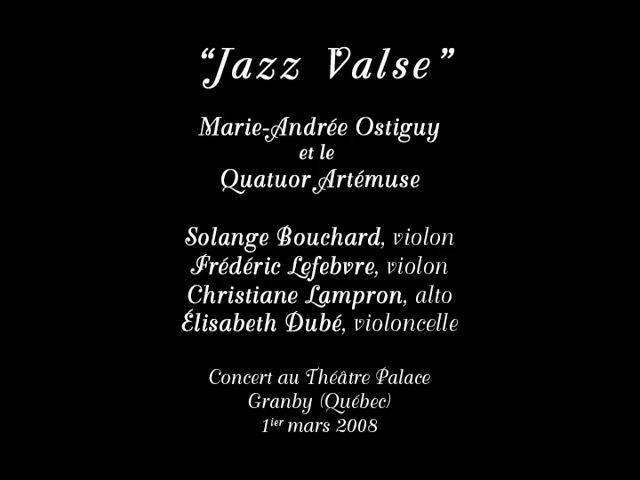 “Jazz Valse”
Marie-Andrée Ostiguy
et le
Quatuor Artémuse
Solange Bouchard, violon
Frédéric Lefebvre, violon
Christiane Lampron, alto
Élisabeth Dubé, violoncelle
Concert au Théâtre Palace
Granby (Québec)
1ier mars 2008